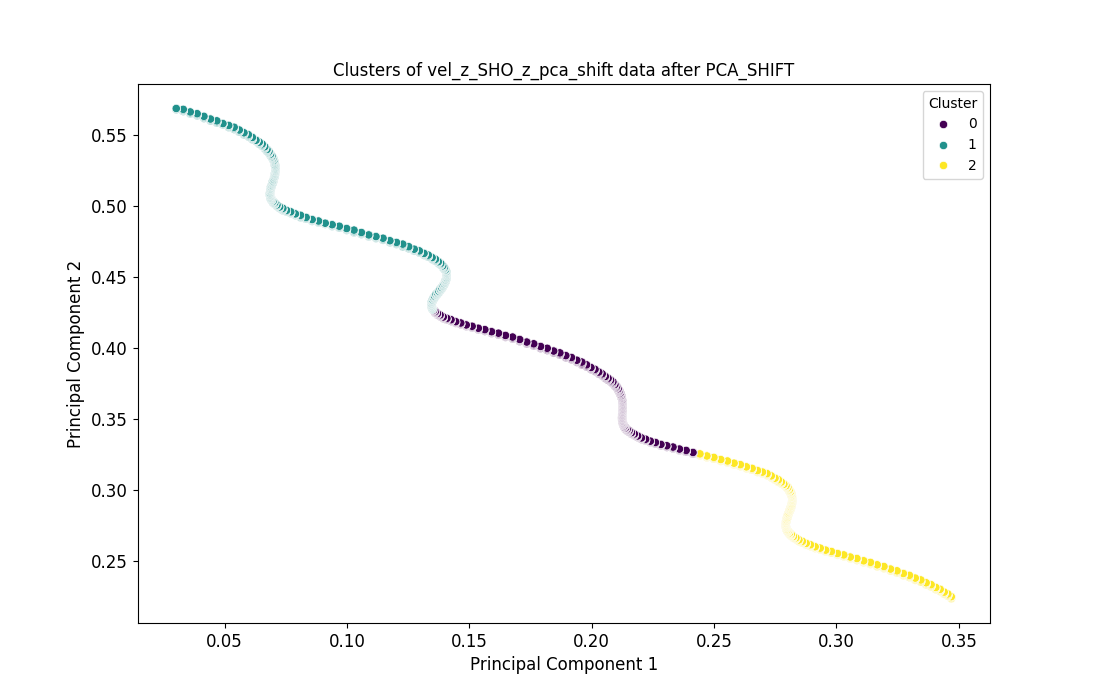 Clusters of vel_z_SHO_z_pca_shift data after PCA_SHIFT
Cluster
0
1
2
Principal Component 2
0.55
0.50
0.45
0.40
0.35
0.30
0.25
0.05 0.10 0.15 0.20 0.25 0.30 0.35
Principal Component 1